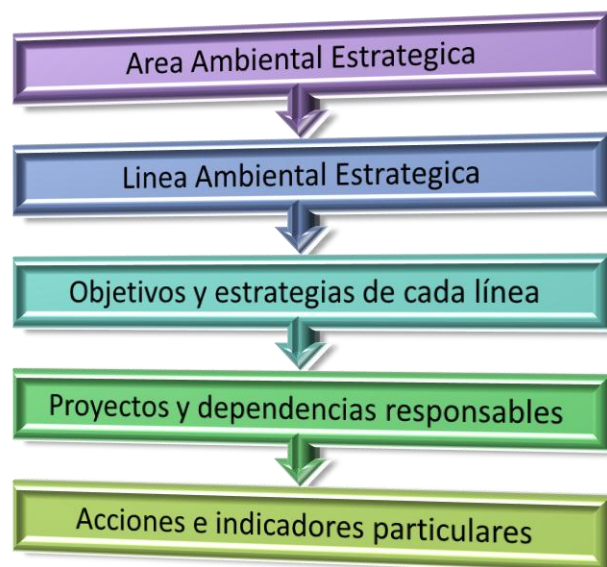 Area Ambiental Estrategica
Linea Ambiental Estrategica
Objetivos y estrategias de cada línea
Proyectos y dependencias responsables
Acciones e indicadores particulares